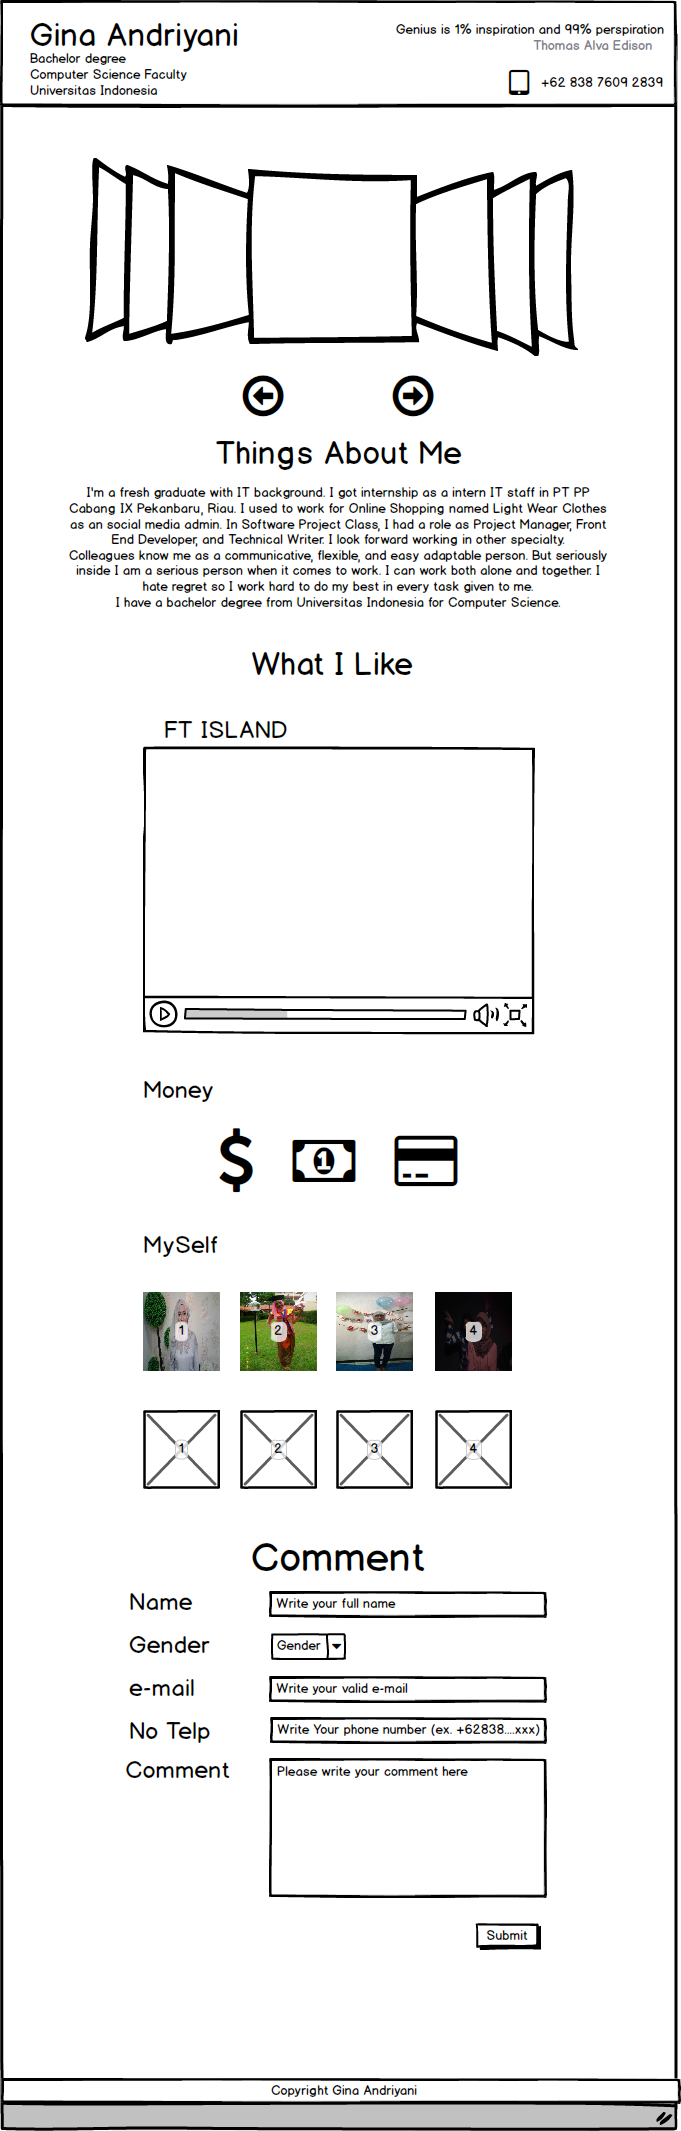 Gina Andriyani
Bachelor degree
Computer Science Faculty
Universitas Indonesia
Genius is 1% inspiration and 99% perspiration
Thomas Alva Edison
+62 838 7609 2839
Things About Me
I'm a fresh graduate with IT background. I got internship as a intern IT staff in PT PP
Cabang IX Pekanbaru, Riau. I used to work for Online Shopping named Light Wear Clothes
as an social media admin. In Software Project Class, I had a role as Project Manager, Front
End Developer, and Technical Writer. I look forward working in other specialty.
Colleagues know me as a communicative, flexible, and easy adaptable person. But seriously
inside I am a serious person when it comes to work. I can work both alone and together. I
hate regret so I work hard to do my best in every task given to me.
I have a bachelor degree from Universitas Indonesia for Computer Science.
What I Like
FT ISLAND
Money
$ 1
MySelf
1 2 3 4
1 2 3 4
Comment
Name Write your full name
Gender Gender
e-mail Write your valid e-mail
No Telp Write Your phone number (ex. +62838....xxx)
Comment Please write your comment here
Submit
Copyright Gina Andriyani